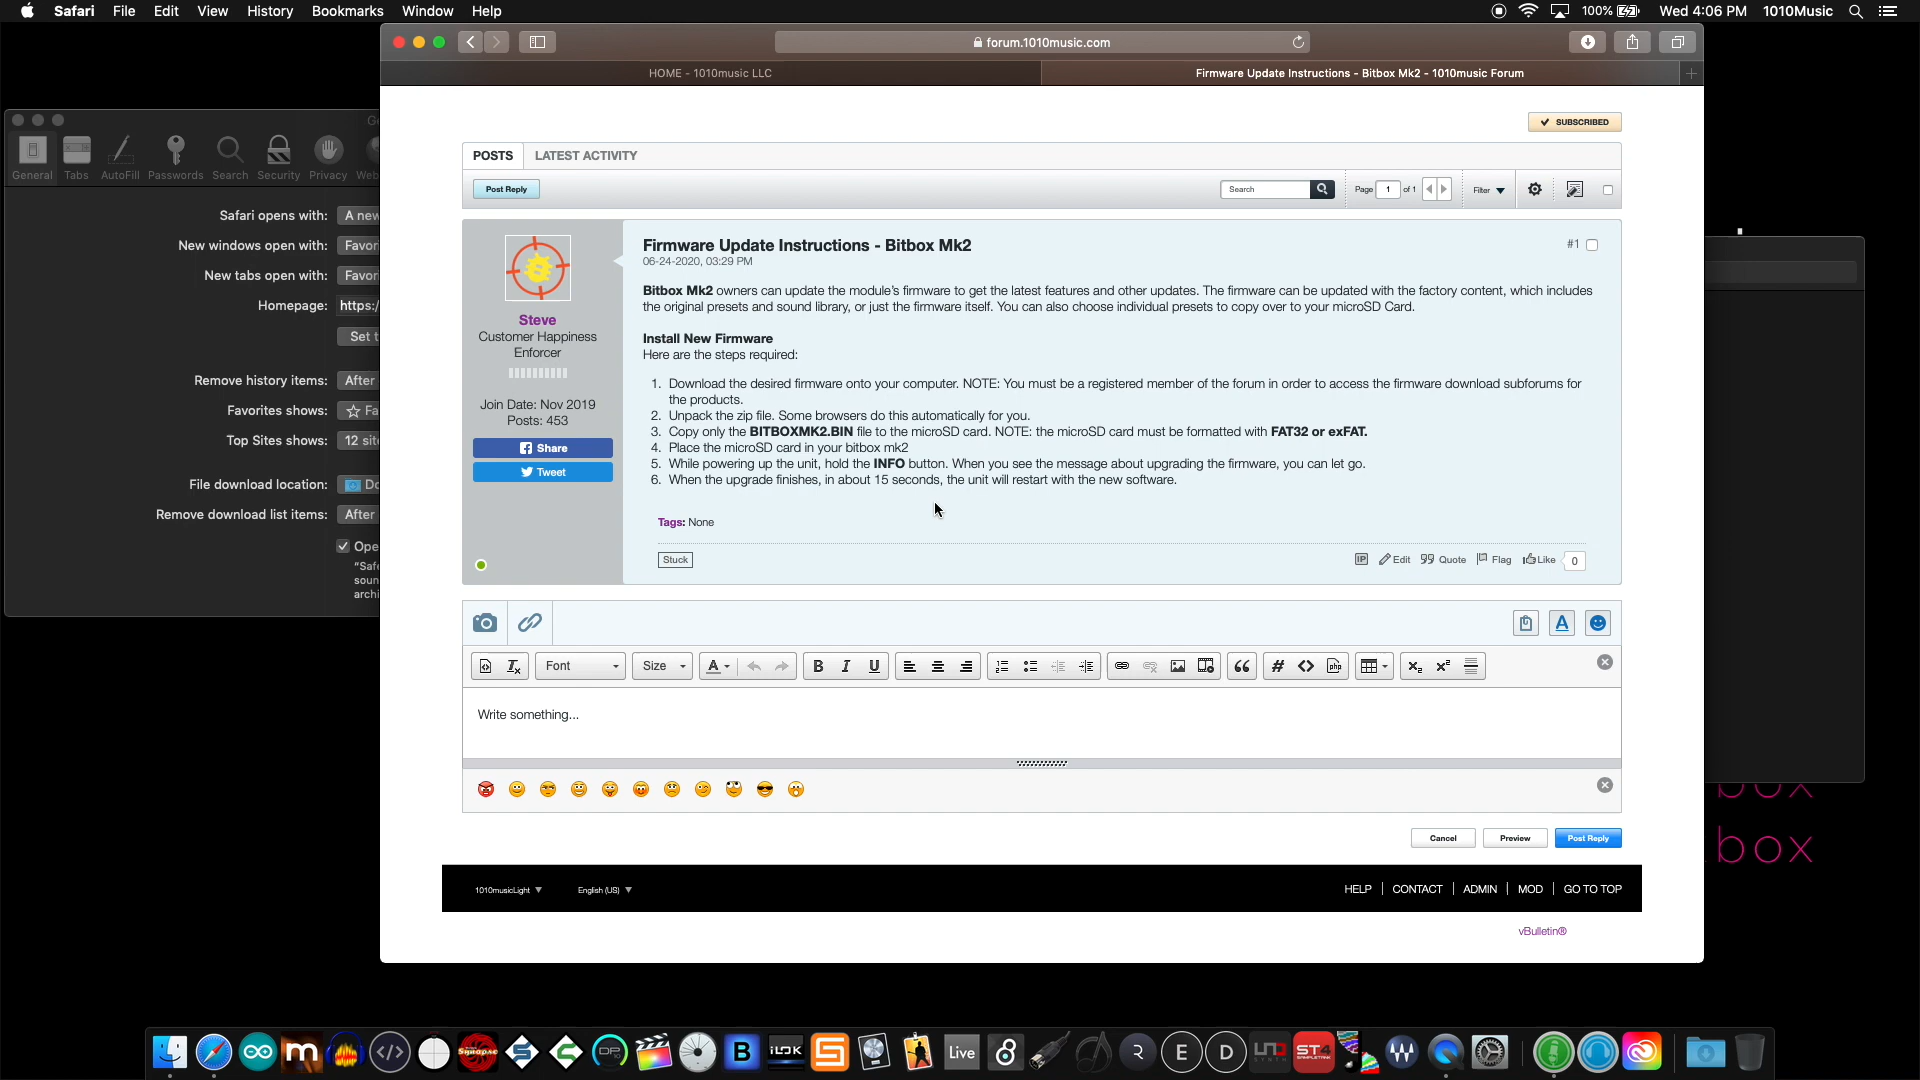 Safari File Edit View History Bookmarks Window Help
100% Wed 4:06 PM 1010Music
forum.1010music.com
HOME - 1010music LLC
Firmware Update Instructions - Bitbox Mk2 - 1010music Forum
General Tabs AutoFill Passwords Search Security Privacy
Safari opens with:
New windows open with:
New tabs open with:
Homepage: https:/
Remove history items: After
Favorites shows:
Top Sites shows:
File download location:
Remove download list items: After
SUBSCRIBED
POSTS LATEST ACTIVITY
Post Reply
Search
Page 1 of 1
Filter
Steve
Customer Happiness
Enforcer
Join Date: Nov 2019
Posts: 453
Share
Tweet
Firmware Update Instructions - Bitbox Mk2
#1
06-24-2020, 03:29 PM
Bitbox Mk2 owners can update the module's firmware to get the latest features and other updates. The firmware can be updated with the factory content, which includes
the original presets and sound library, or just the firmware itself. You can also choose individual presets to copy over to your microSD Card.
Install New Firmware
Here are the steps required:
1. Download the desired firmware onto your computer. NOTE: You must be a registered member of the forum in order to access the firmware download subforums for
the products.
2. Unpack the zip file. Some browsers do this automatically for you.
3. Copy only the BITBOXMK2.BIN file to the microSD card. NOTE: the microSD card must be formatted with FAT32 or exFAT.
4. Place the microSD card in your bitbox mk2
5. While powering up the unit, hold the INFO button. When you see the message about upgrading the firmware, you can let go.
6. When the upgrade finishes, in about 15 seconds, the unit will restart with the new software.
Tags: None
Stuck
IP Edit Quote Flag Like 0
Font Size
Write something...
Cancel Preview Post Reply
1010musicLight English (US)
HELP CONTACT ADMIN MOD GO TO TOP
vBulletin®
box
box
Live